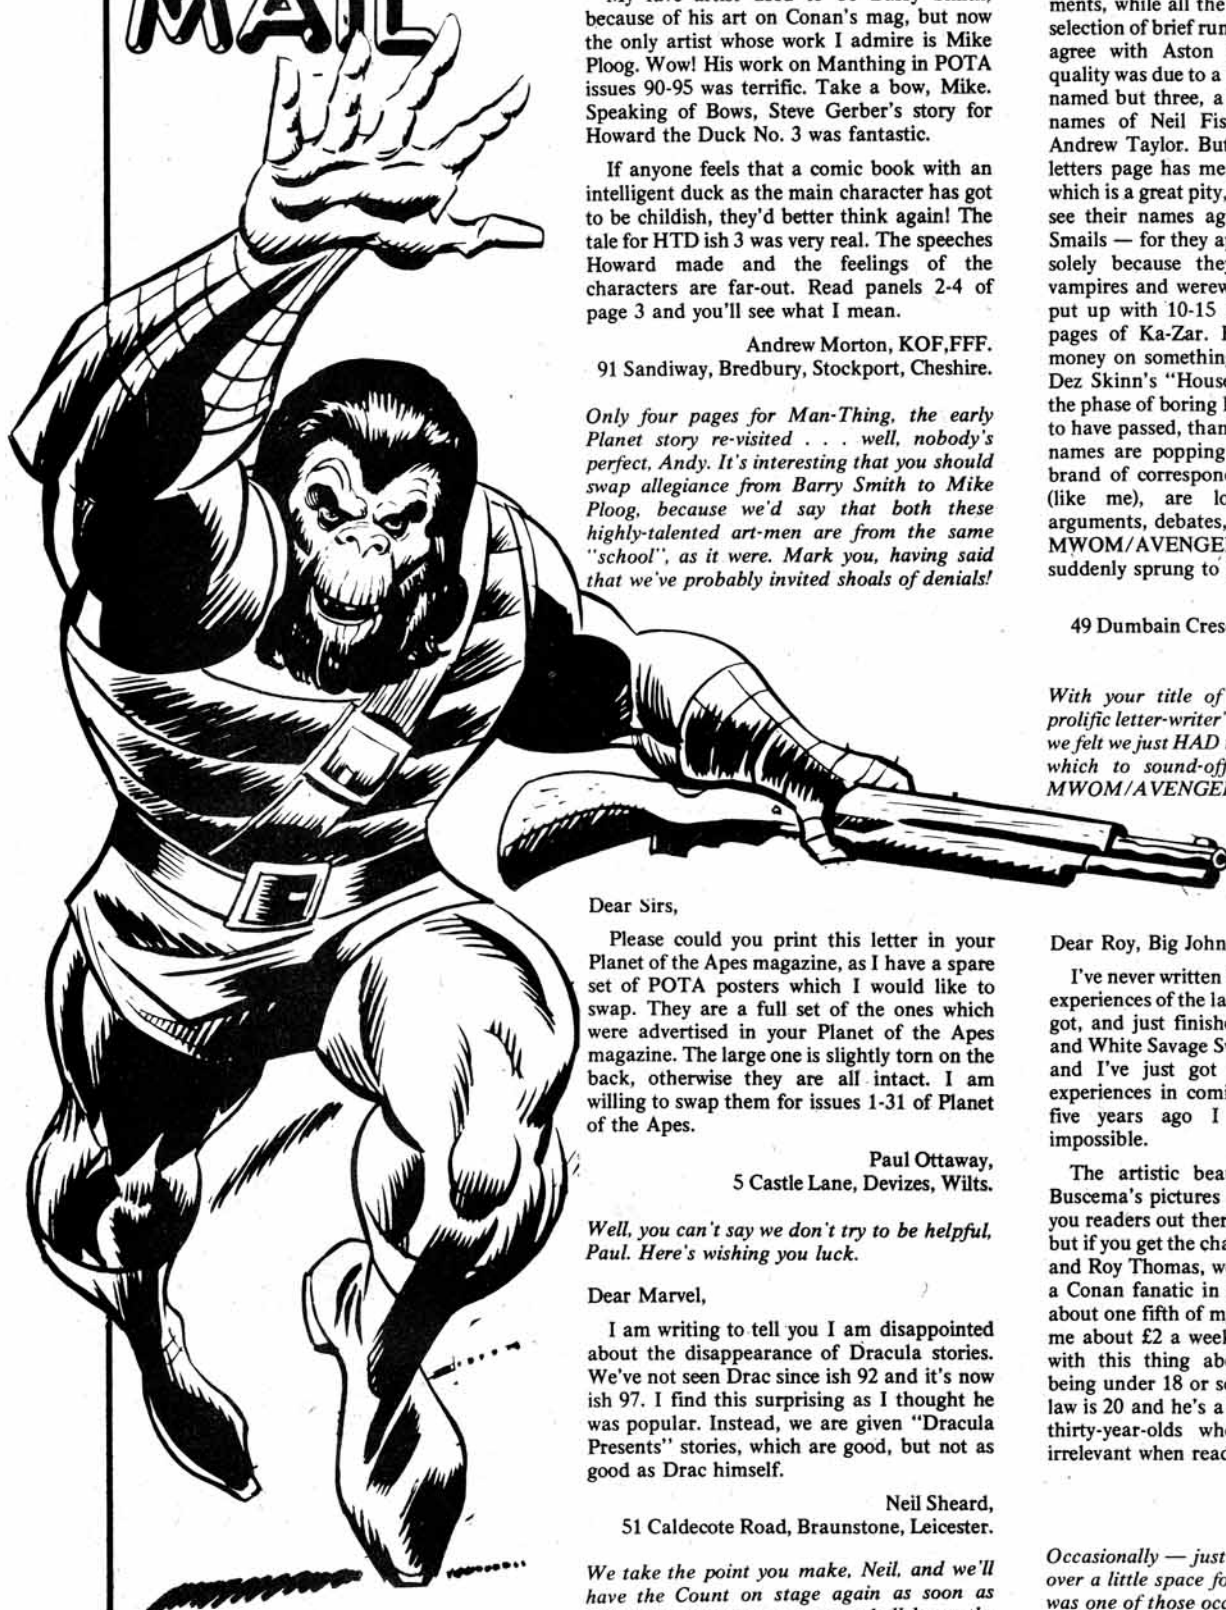 MAIL
because of his art on Conan's mag, but now
the only artist whose work I admire is Mike
Ploog. Wow! His work on Manthing in POTA
issues 90-95 was terrific. Take a bow, Mike.
Speaking of Bows, Steve Gerber's story for
Howard the Duck No. 3 was fantastic.
If anyone feels that a comic book with an
intelligent duck as the main character has got
to be childish, they'd better think again! The
tale for HTD ish 3 was very real. The speeches
Howard made and the feelings of the
characters are far-out. Read panels 2-4 of
page 3 and you'll see what I mean.
Andrew Morton, KOF,FFF.
91 Sandiway, Bredbury, Stockport, Cheshire.
Only four pages for Man-Thing, the early
Planet story re-visited . . . well, nobody's
perfect, Andy. It's interesting that you should
swap allegiance from Barry Smith to Mike
Ploog, because we'd say that both these
highly-talented art-men are from the same
"school", as it were. Mark you, having said
that we've probably invited shoals of denials!
Dear Sirs,
Please could you print this letter in your
Planet of the Apes magazine, as I have a spare
set of POTA posters which I would like to
swap. They are a full set of the ones which
were advertised in your Planet of the Apes
magazine. The large one is slightly torn on the
back, otherwise they are all intact. I am
willing to swap them for issues 1-31 of Planet
of the Apes.
Paul Ottaway,
5 Castle Lane, Devizes, Wilts.
Well, you can't say we don't try to be helpful,
Paul. Here's wishing you luck.
Dear Marvel,
I am writing to tell you I am disappointed
about the disappearance of Dracula stories.
We've not seen Drac since ish 92 and it's now
ish 97. I find this surprising as I thought he
was popular. Instead, we are given "Dracula
Presents" stories, which are good, but not as
good as Drac himself.
Neil Sheard,
51 Caldecote Road, Braunstone, Leicester.
We take the point you make, Neil, and we'll
have the Count on stage again as soon as
ments, while all the
selection of brief run
agree with Aston
quality was due to a
named but three, a
names of Neil Fis
Andrew Taylor. But
letters page has me
which is a great pity,
see their names ag
Smails — for they a
solely because they
vampires and werew
put up with 10-15
pages of Ka-Zar.
money on something
Dez Skinn's "House
the phase of boring
to have passed, than
names are popping
brand of correspond
(like me), are lo
arguments, debates,
MWOM/AVENGE
suddenly sprung to
49 Dumbain Cres
With your title of
prolific letter-writer
we felt we just HAD
which to sound-off
MWOM/AVENGE
Dear Roy, Big John
I've never written
experiences of the la
got, and just finishe
and White Savage S
and I've just got
experiences in comi
five years ago I
impossible.
The artistic bea
Buscema's pictures
you readers out ther
but if you get the cha
and Roy Thomas, w
a Conan fanatic in
about one fifth of m
me about £2 a week
with this thing abo
being under 18 or s
law is 20 and he's a
thirty-year-olds wh
irrelevant when read
Occasionally — just
over a little space fo
was one of those occ